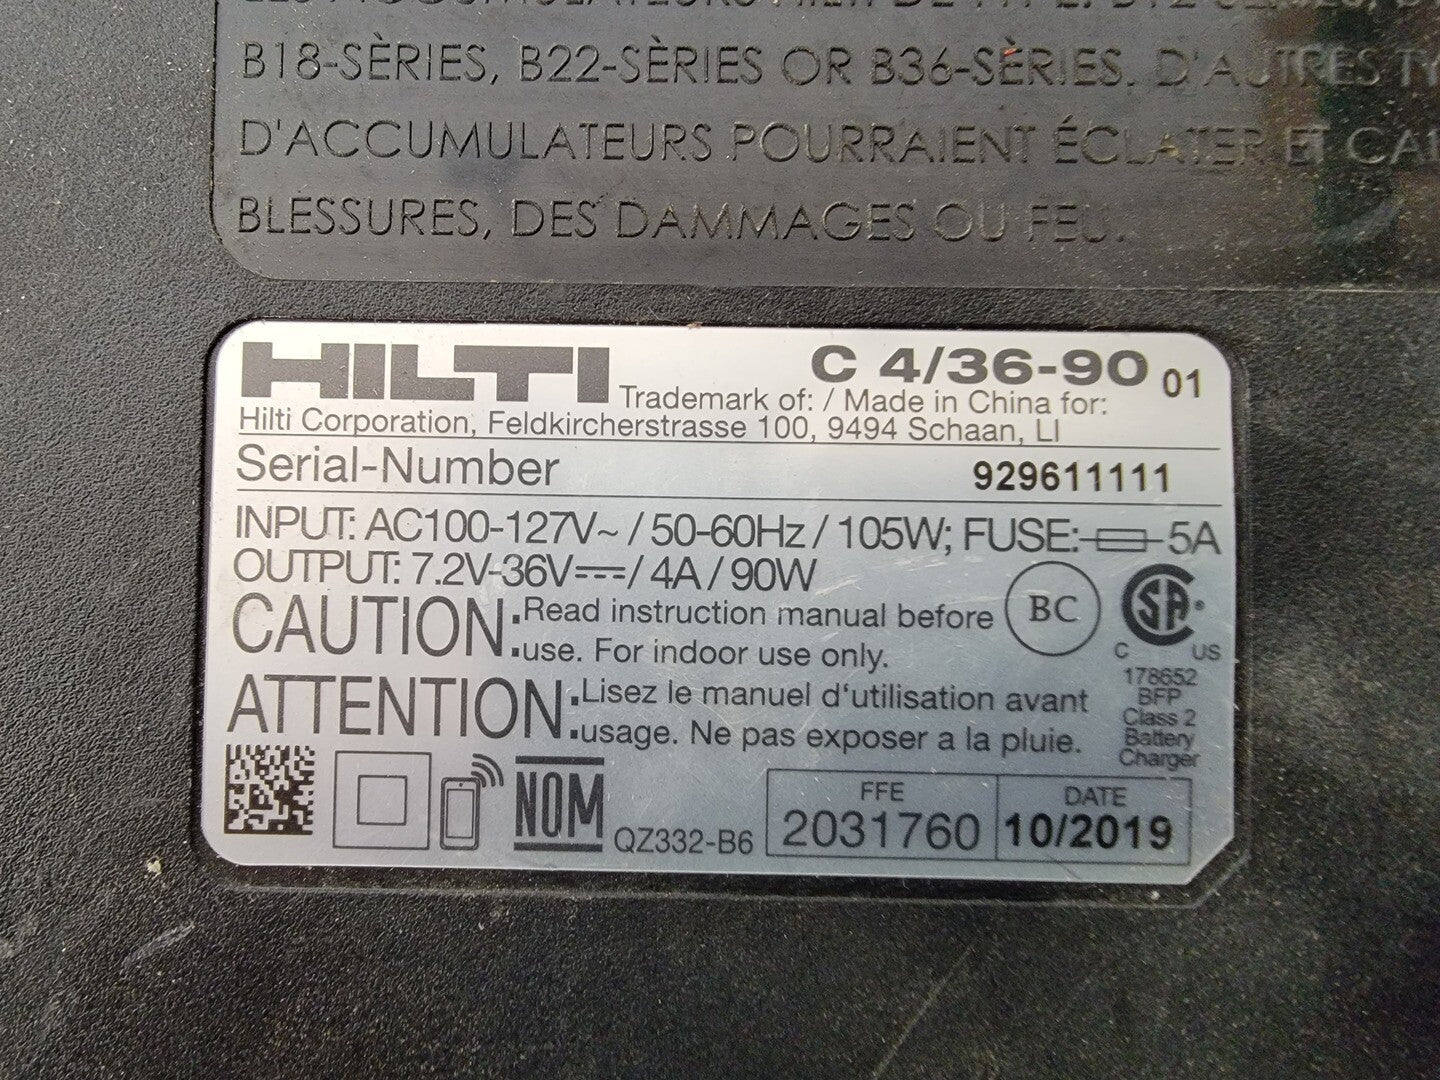 B18-SÈRIES, B22-SÈRIES OR B36-SÈRIES. D'AUTRES
D'ACCUMULATEURS POURRAIENT ÉCLATER ET
BLESSURES, DES DAMMAGES OU FEU.
HILTI C 4/36-90 01
Trademark of: / Made in China for:
Hilti Corporation, Feldkircherstrasse 100, 9494 Schaan, LI
Serial-Number 929611111
INPUT: AC100-127V~ / 50-60Hz / 105W; FUSE: 5A
OUTPUT: 7.2V-36V / 4A / 90W
CAUTION: Read instruction manual before
use. For indoor use only.
BC
CSA
C US
178652
BFP
Class 2
Battery
Charger
ATTENTION: Lisez le manuel d'utilisation avant
usage. Ne pas exposer a la pluie.
NOM QZ332-B6
FFE
2031760
DATE
10/2019